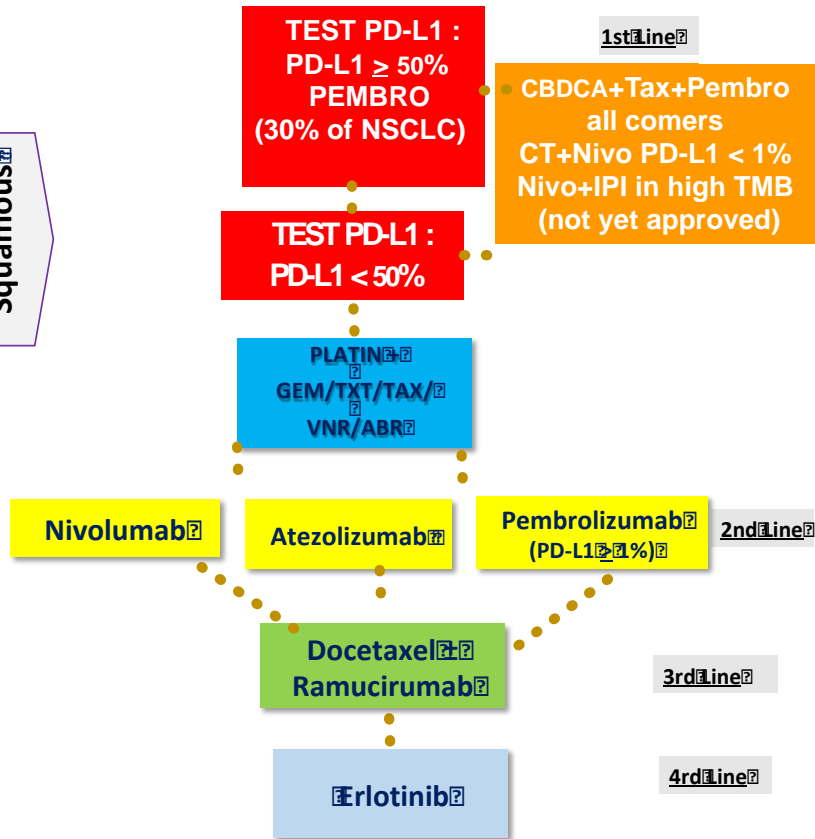 TEST PD-L1 :
PD-L1 ≥ 50%
PEMBRO
(30% of NSCLC)
1st Line
CBDCA+Tax+Pembro
all comers
CT+Nivo PD-L1 < 1%
Nivo+IPI in high TMB
(not yet approved)
Squamous
TEST PD-L1 :
PD-L1 < 50%
PLATIN +
GEM/TXT/TAX/
VNR/ABR
Nivolumab
Atezolizumab
Pembrolizumab
(PD-L1 ≥ 1%)
2nd Line
Docetaxel ±
Ramucirumab
3rd Line
Erlotinib
4rd Line